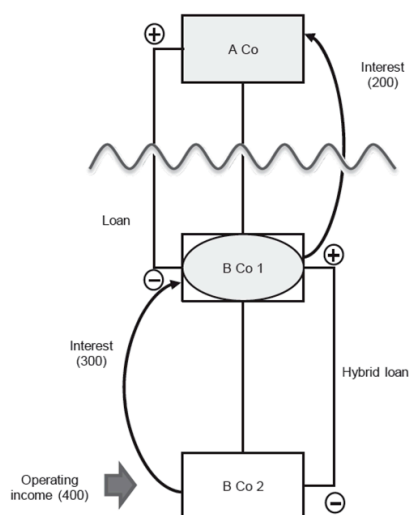 +
A Co
Interest
(200)
Loan
−
B Co 1
+
Interest
(300)
Hybrid loan
Operating
income (400)
B Co 2
−